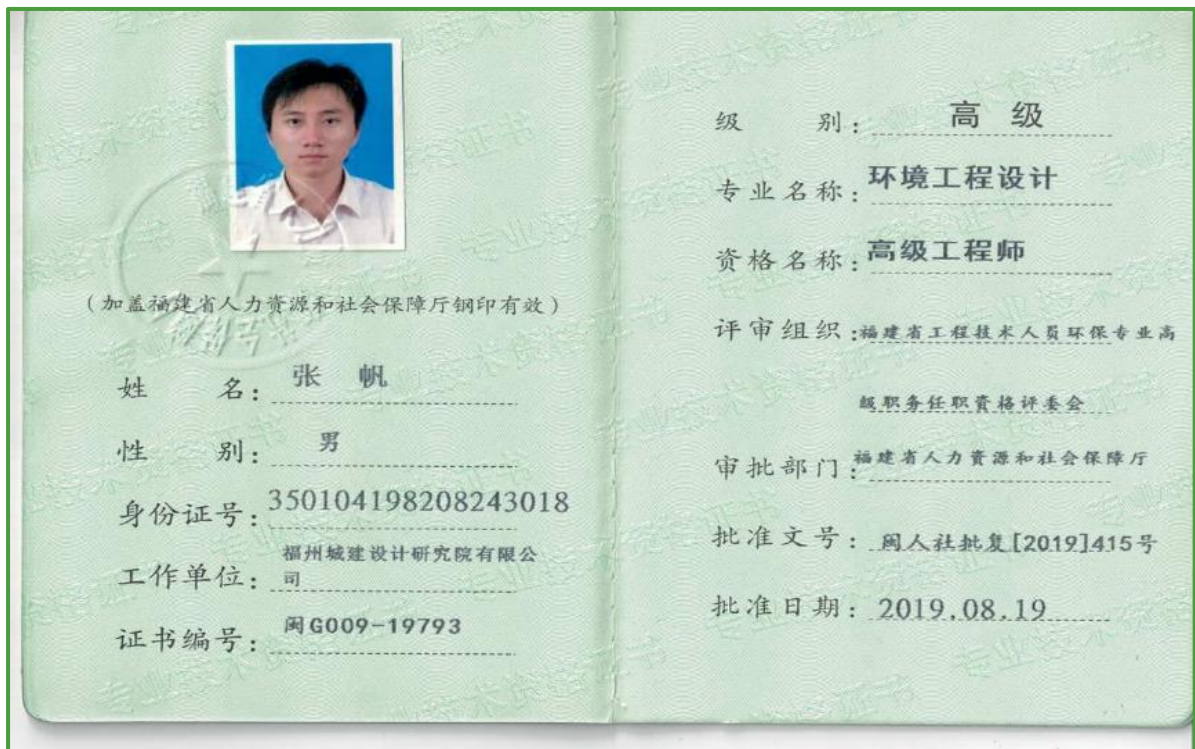 (加盖福建省人力资源和社会保障厅钢印有效)
姓 名: 张 帆
性 别: 男
身份证号: 350104198208243018
工作单位: 福州城建设计研究院有限公
司
证书编号: 闽G009-19793
级 别: 高 级
专业名称: 环境工程设计
资格名称: 高级工程师
评审组织: 福建省工程技术人员环保专业高
级职务任职资格评委会
审批部门: 福建省人力资源和社会保障厅
批准文号: 闽人社批复[2019]415号
批准日期: 2019.08.19